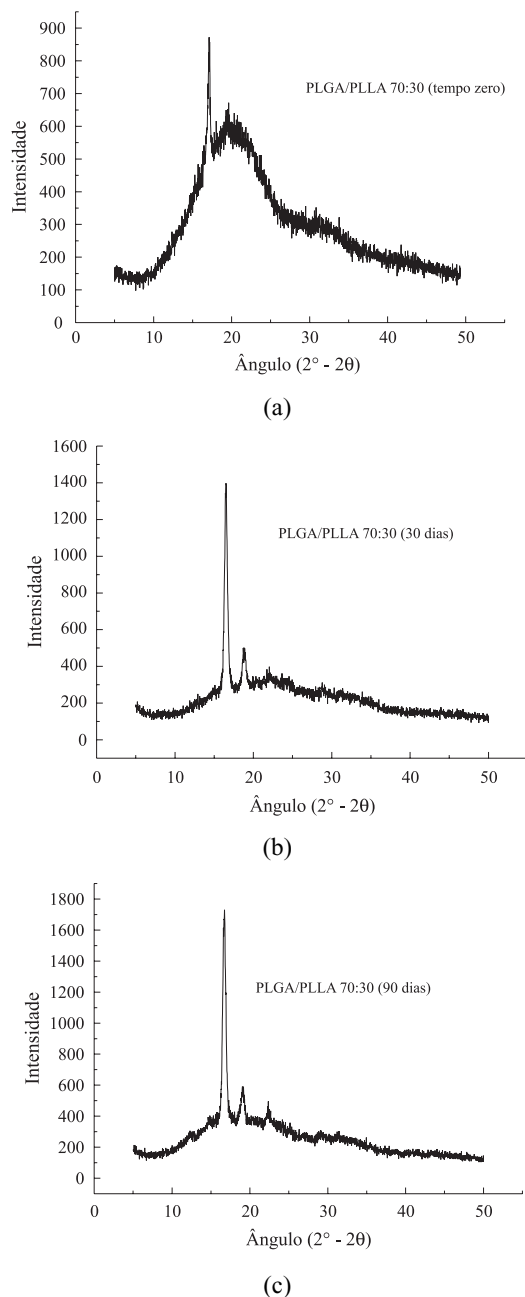 900
800
700
600
500
400
300
200
100
0
Intensidade
PLGA/PLLA 70:30 (tempo zero)
0 10 20 30 40 50
Ângulo (2° - 2θ)
(a)
1600
1400
1200
1000
800
600
400
200
0
Intensidade
PLGA/PLLA 70:30 (30 dias)
0 10 20 30 40 50
Ângulo (2° - 2θ)
(b)
1800
1600
1400
1200
1000
800
600
400
200
0
Intensidade
PLGA/PLLA 70:30 (90 dias)
0 10 20 30 40 50
Ângulo (2° - 2θ)
(c)